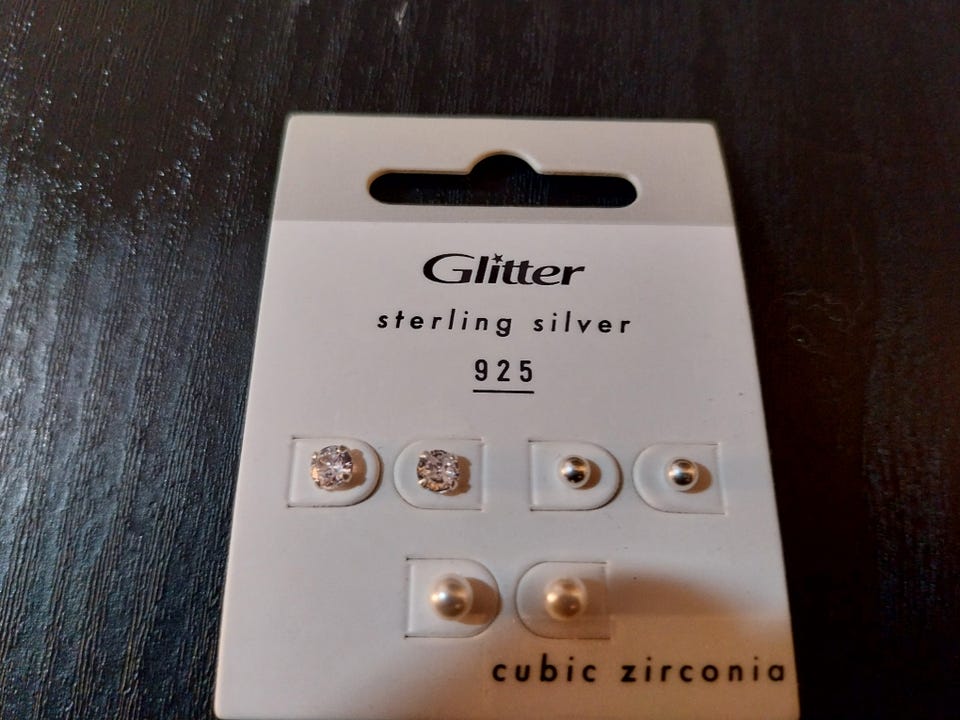 Glitter
sterling silver
925
cubic zirconia